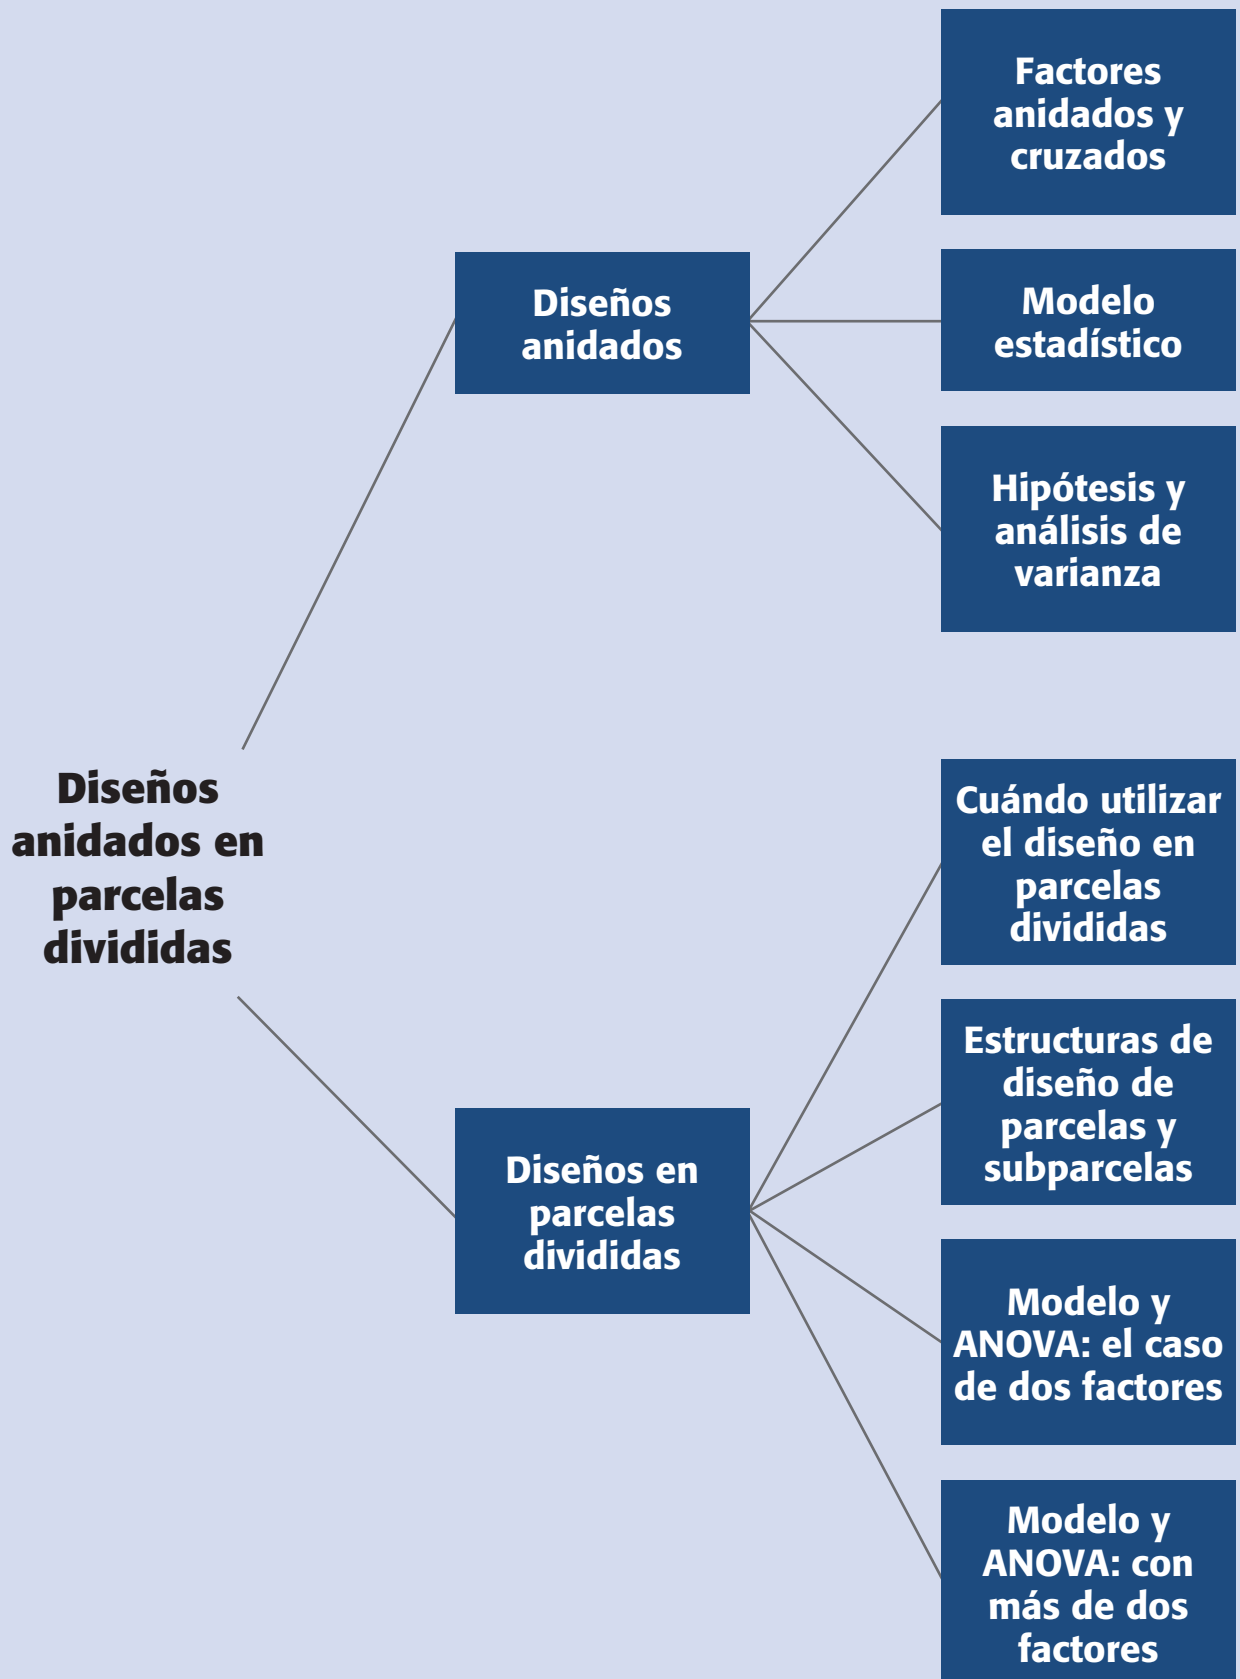 Diseños
anidados en
parcelas
divididas
Diseños
anidados
Factores
anidados y
cruzados
Modelo
estadístico
Hipótesis y
análisis de
varianza
Diseños en
parcelas
divididas
Cuándo utilizar
el diseño en
parcelas
divididas
Estructuras de
diseño de
parcelas y
subparcelas
Modelo y
ANOVA: el caso
de dos factores
Modelo y
ANOVA: con
más de dos
factores